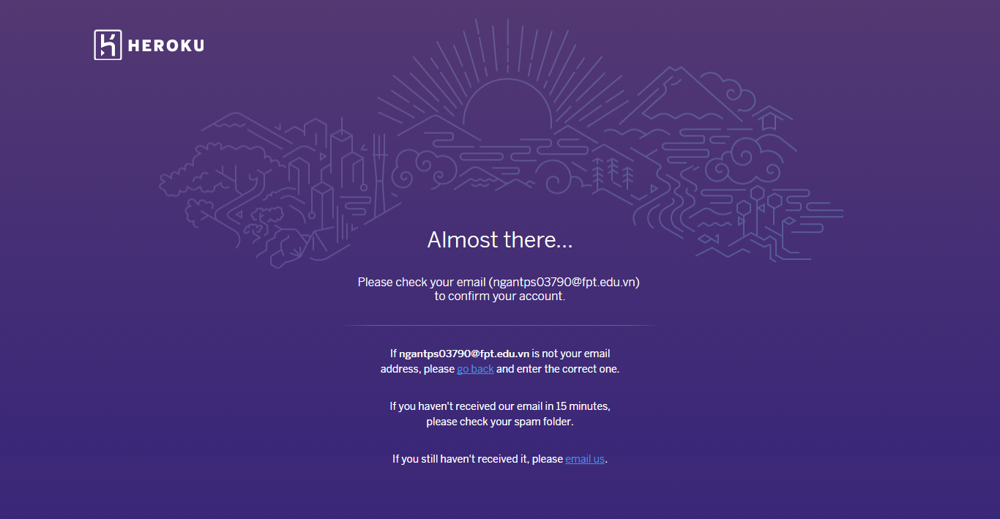 HEROKU
Almost there...
Please check your email (ngantps03790@fpt.edu.vn)
to confirm your account.
If ngantps03790@fpt.edu.vn is not your email
address, please go back and enter the correct one.
If you haven't received our email in 15 minutes,
please check your spam folder.
If you still haven't received it, please email us.